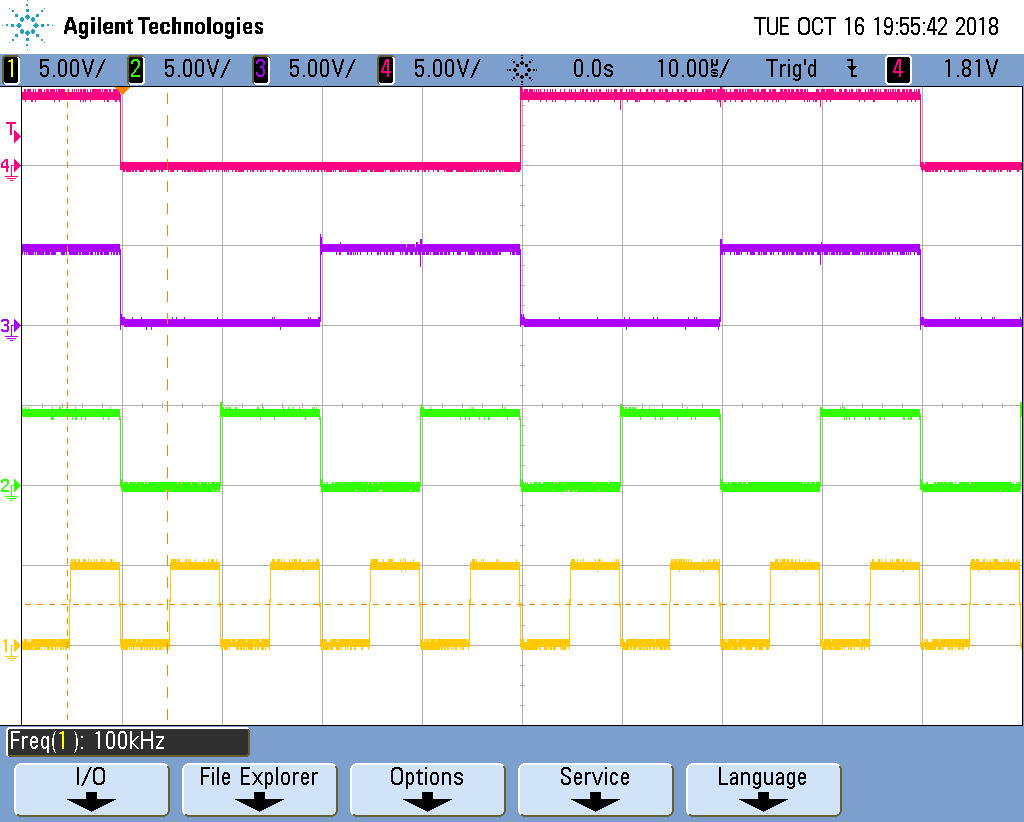 Agilent Technologies TUE OCT 16 19:55:42 2018
1 5.00V/ 2 5.00V/ 3 5.00V/ 4 5.00V/ 0.0s 10.00㎲/ Trig'd 4 1.81V
T
4
3
2
1
Freq(1): 100kHz
I/O File Explorer Options Service Language